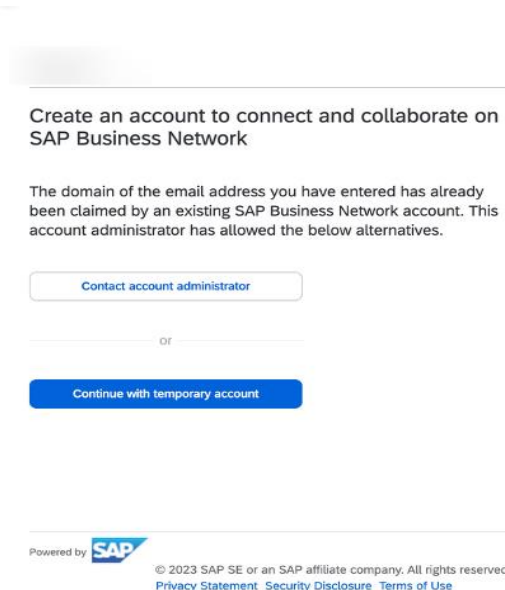 Create an account to connect and collaborate on
SAP Business Network
The domain of the email address you have entered has already
been claimed by an existing SAP Business Network account. This
account administrator has allowed the below alternatives.
Contact account administrator
or
Continue with temporary account
Powered by SAP
© 2023 SAP SE or an SAP affiliate company. All rights reserved
Privacy Statement Security Disclosure Terms of Use